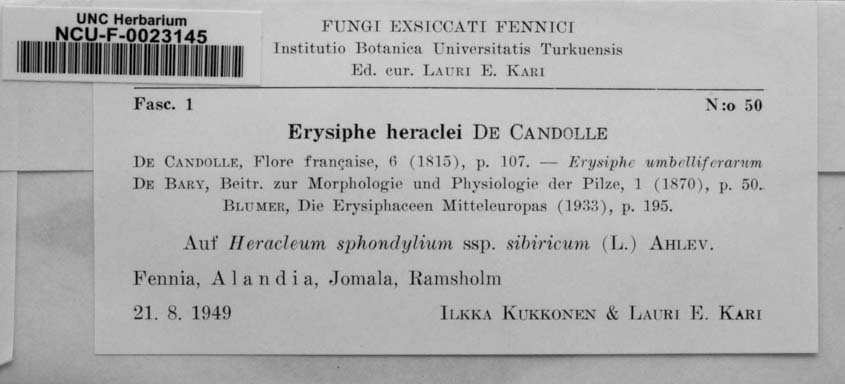 UNC Herbarium
NCU-F-0023145
FUNGI EXSICCATI FENNICI
Institutio Botanica Universitatis Turkuensis
Ed. cur. LAURI E. KARI
Fasc. 1 N:o 50
Erysiphe heraclei DE CANDOLLE
DE CANDOLLE, Flore française, 6 (1815), p. 107. — Erysiphe umbelliferarum
DE BARY, Beitr. zur Morphologie und Physiologie der Pilze, 1 (1870), p. 50.
BLUMER, Die Erysiphaceen Mitteleuropas (1933), p. 195.
Auf Heracleum sphondylium ssp. sibiricum (L.) AHLEV.
Fennia, Alandia, Jomala, Ramsholm
21. 8. 1949 ILKKA KUKKONEN & LAURI E. KARI